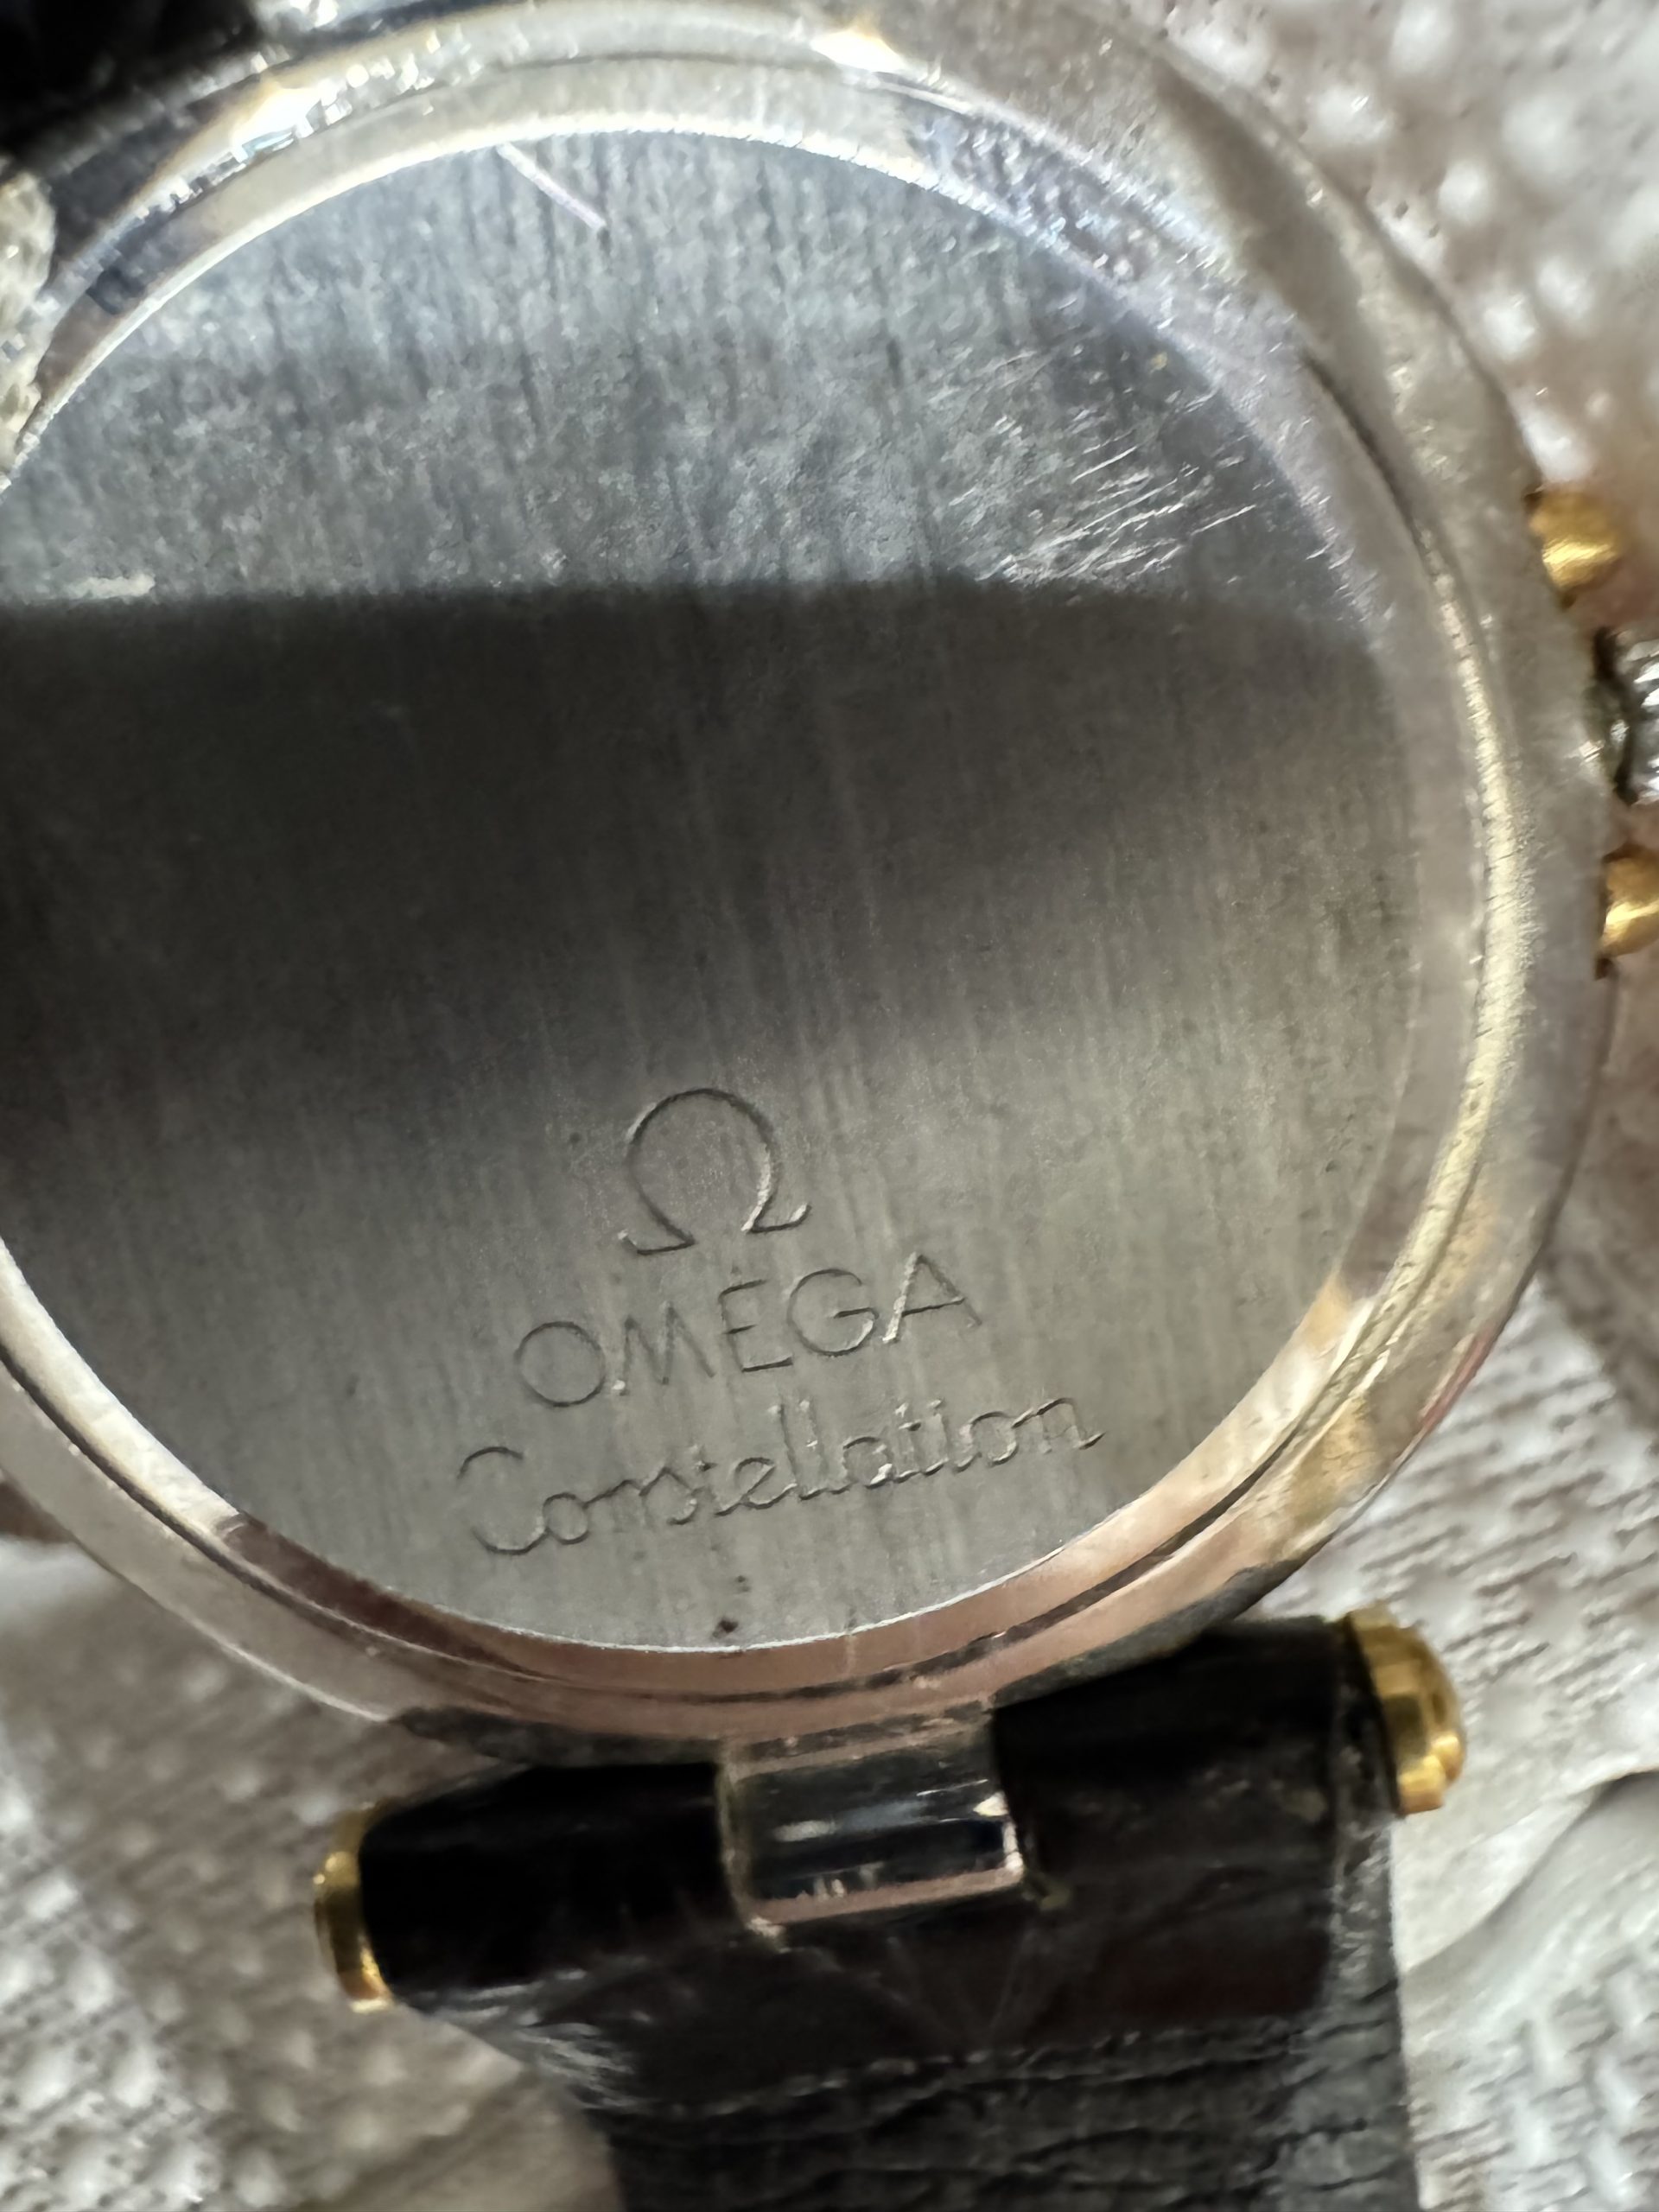 Ω
OMEGA
Constellation